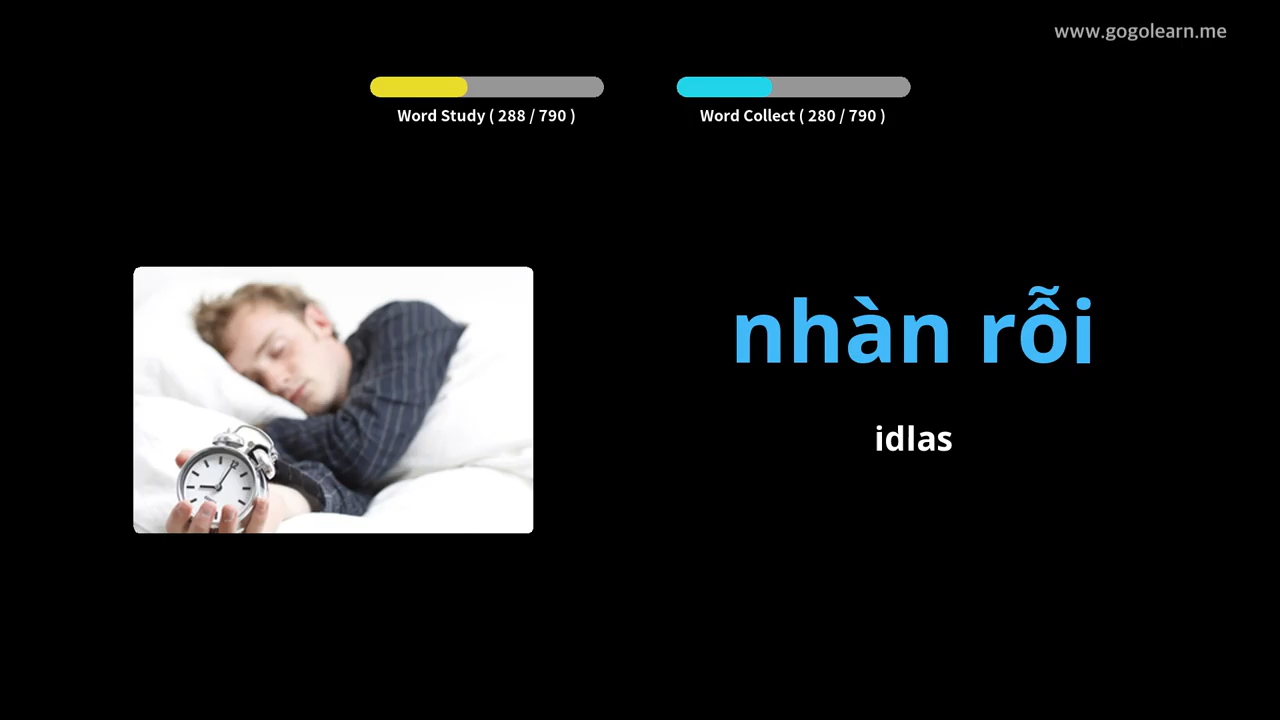 www.gogolearn.me
Word Study ( 288 / 790 )
Word Collect ( 280 / 790 )
nhàn rỗi
idlas